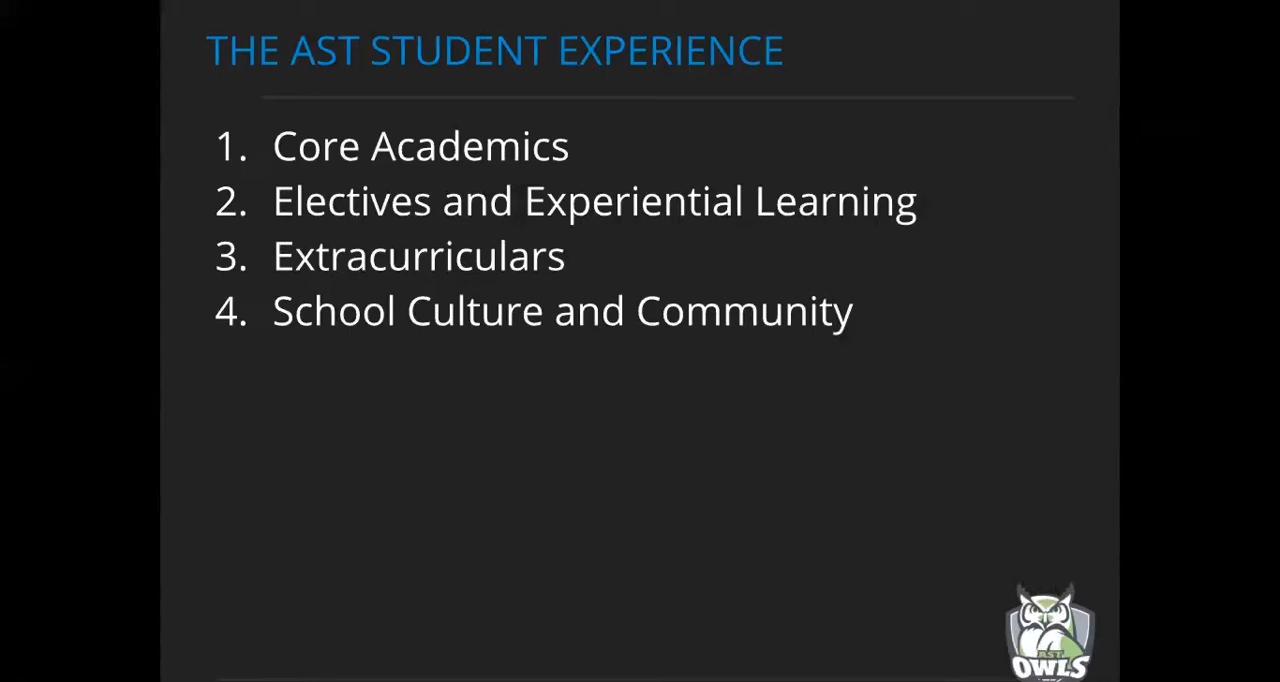 THE AST STUDENT EXPERIENCE
1. Core Academics
2. Electives and Experiential Learning
3. Extracurriculars
4. School Culture and Community
AST
OWLS